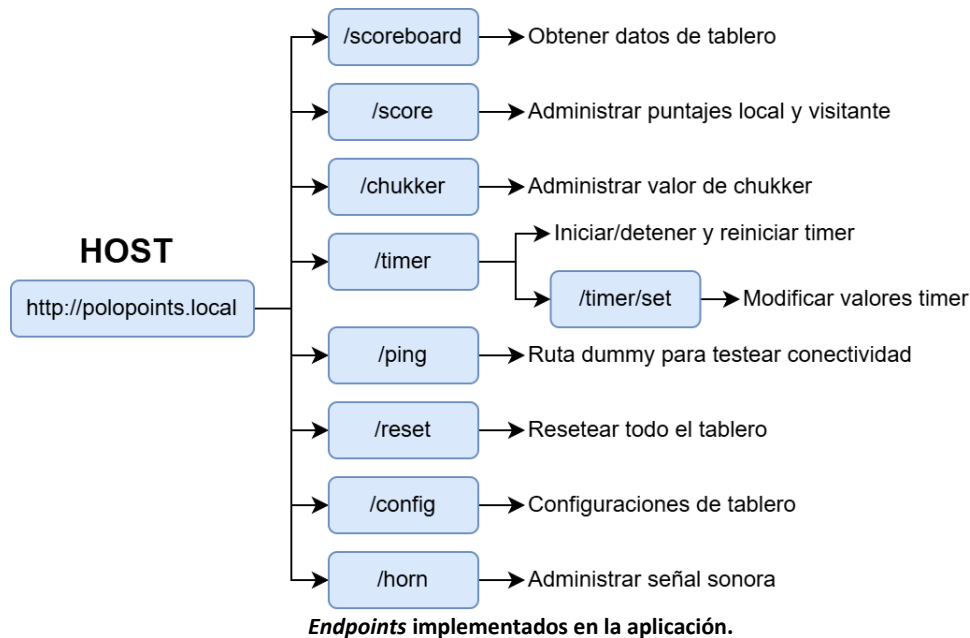 /scoreboard
Obtener datos de tablero
/score
Administrar puntajes local y visitante
/chukker
Administrar valor de chukker
HOST
http://polopoints.local
/timer
Iniciar/detener y reiniciar timer
/timer/set
Modificar valores timer
/ping
Ruta dummy para testear conectividad
/reset
Resetear todo el tablero
/config
Configuraciones de tablero
/horn
Administrar señal sonora
Endpoints implementados en la aplicación.